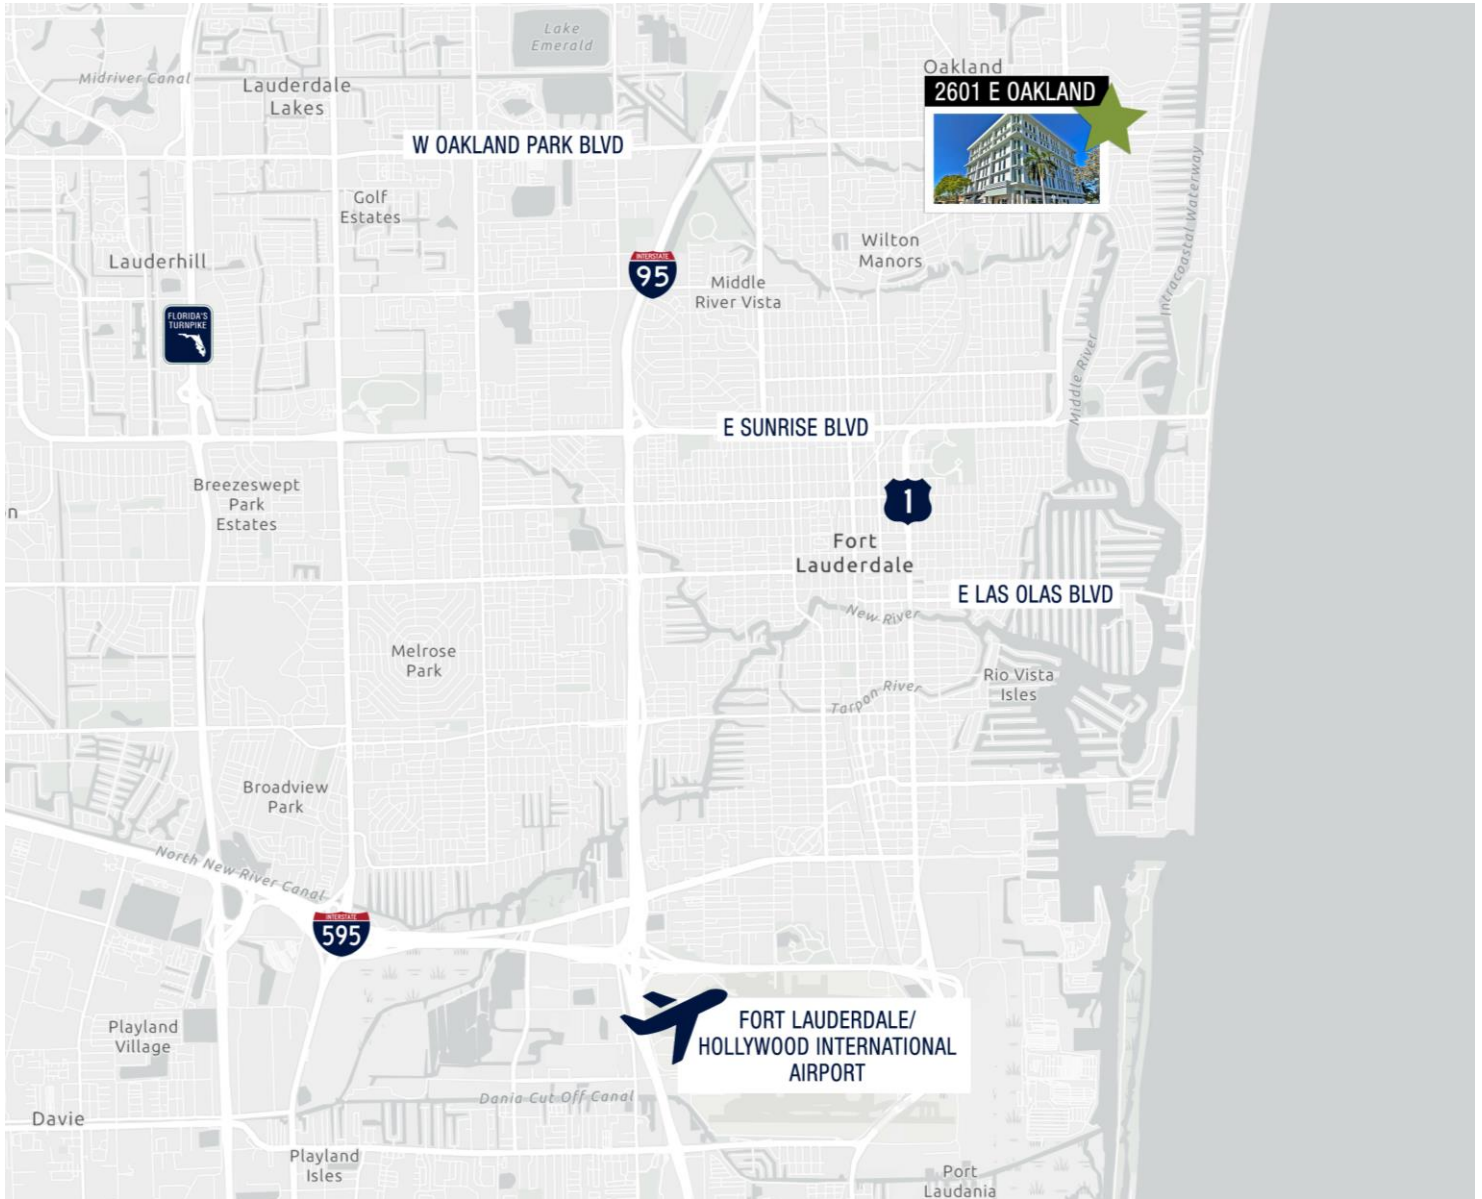 Lake
Emerald
Oakland
Midriver Canal
Lauderdale
Lakes
2601 E OAKLAND
W OAKLAND PARK BLVD
Golf
Estates
Intracoastal Waterway
Wilton
Manors
Lauderhill
INTERSTATE
95
Middle
River Vista
FLORIDA'S
TURNPIKE
Middle River
E SUNRISE BLVD
Breezeswept
Park
Estates
n
1
Fort
Lauderdale
E LAS OLAS BLVD
New River
Melrose
Park
Rio Vista
Isles
Tarpon River
Broadview
Park
North New River Canal
INTERSTATE
595
FORT LAUDERDALE/
HOLLYWOOD INTERNATIONAL
AIRPORT
Playland
Village
Dania Cut Off Canal
Davie
Playland
Isles
Port
Laudania